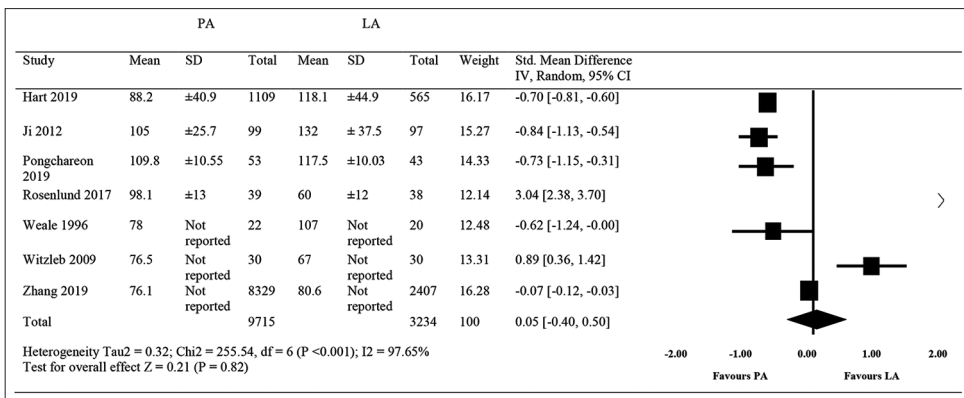 PA LA
Study Mean SD Total Mean SD Total Weight Std. Mean Difference
IV, Random, 95% CI
Hart 2019 88.2 ±40.9 1109 118.1 ±44.9 565 16.17 -0.70 [-0.81, -0.60]
Ji 2012 105 ±25.7 99 132 ± 37.5 97 15.27 -0.84 [-1.13, -0.54]
Pongchareon 109.8 ±10.55 53 117.5 ±10.03 43 14.33 -0.73 [-1.15, -0.31]
2019
Rosenlund 2017 98.1 ±13 39 60 ±12 38 12.14 3.04 [2.38, 3.70]
Weale 1996 78 Not 22 107 Not 20 12.48 -0.62 [-1.24, -0.00]
reported reported
Witzleb 2009 76.5 Not 30 67 Not 30 13.31 0.89 [0.36, 1.42]
reported reported
Zhang 2019 76.1 Not 8329 80.6 Not 2407 16.28 -0.07 [-0.12, -0.03]
reported reported
Total 9715 3234 100 0.05 [-0.40, 0.50]
Heterogeneity Tau2 = 0.32; Chi2 = 255.54, df = 6 (P <0.001); I2 = 97.65%
Test for overall effect Z = 0.21 (P = 0.82)
-2.00 -1.00 0.00 1.00 2.00
Favours PA Favours LA